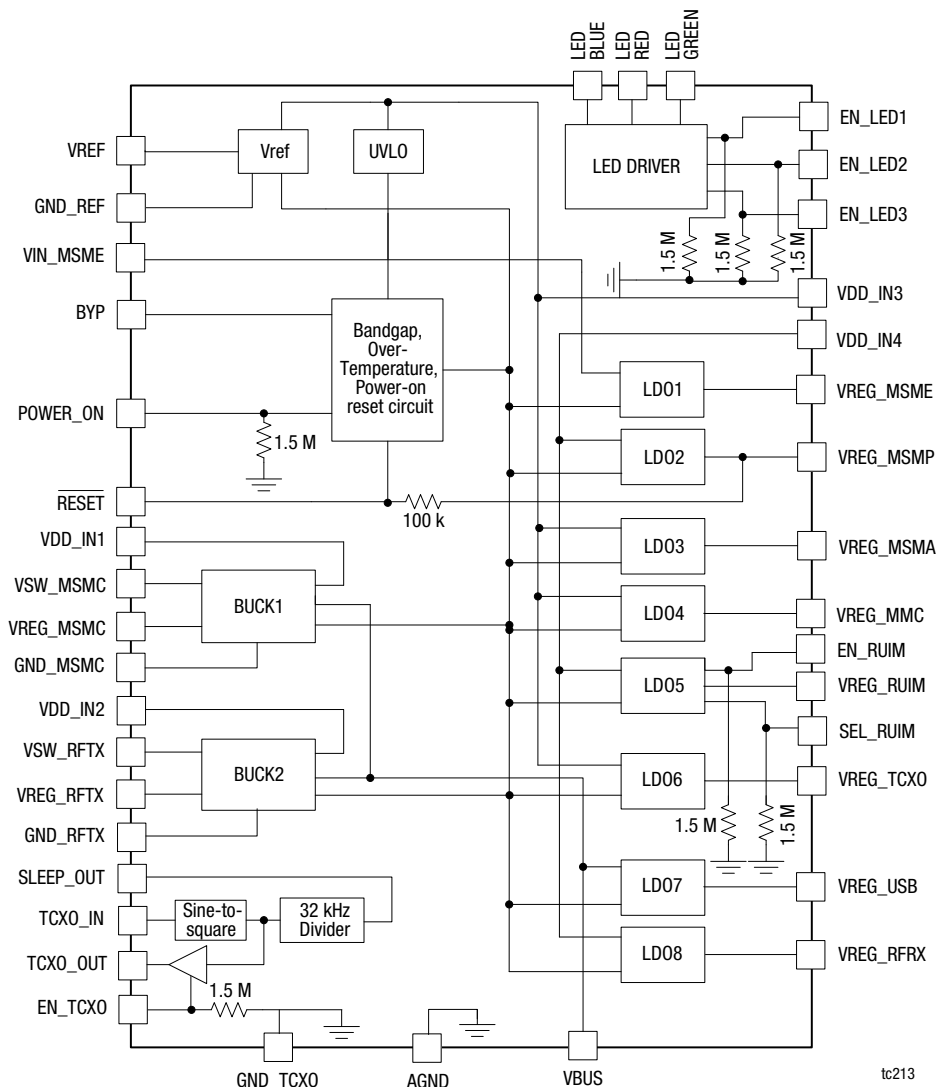 LED BLUE
LED RED
LED GREEN
VREF
GND_REF
VIN_MSME
BYP
POWER_ON
RESET
VDD_IN1
VSW_MSMC
VREG_MSMC
GND_MSMC
VDD_IN2
VSW_RFTX
VREG_RFTX
GND_RFTX
SLEEP_OUT
TCXO_IN
TCXO_OUT
EN_TCXO
Vref
UVLO
LED DRIVER
1.5 M
1.5 M
1.5 M
Bandgap,
Over-
Temperature,
Power-on
reset circuit
1.5 M
100 k
BUCK1
BUCK2
Sine-to-
square
32 kHz
Divider
1.5 M
LDO1
LDO2
LDO3
LDO4
LDO5
LDO6
1.5 M
1.5 M
LDO7
LDO8
EN_LED1
EN_LED2
EN_LED3
VDD_IN3
VDD_IN4
VREG_MSME
VREG_MSMP
VREG_MSMA
VREG_MMC
EN_RUIM
VREG_RUIM
SEL_RUIM
VREG_TCXO
VREG_USB
VREG_RFRX
GND_TCXO
AGND
VBUS
tc213